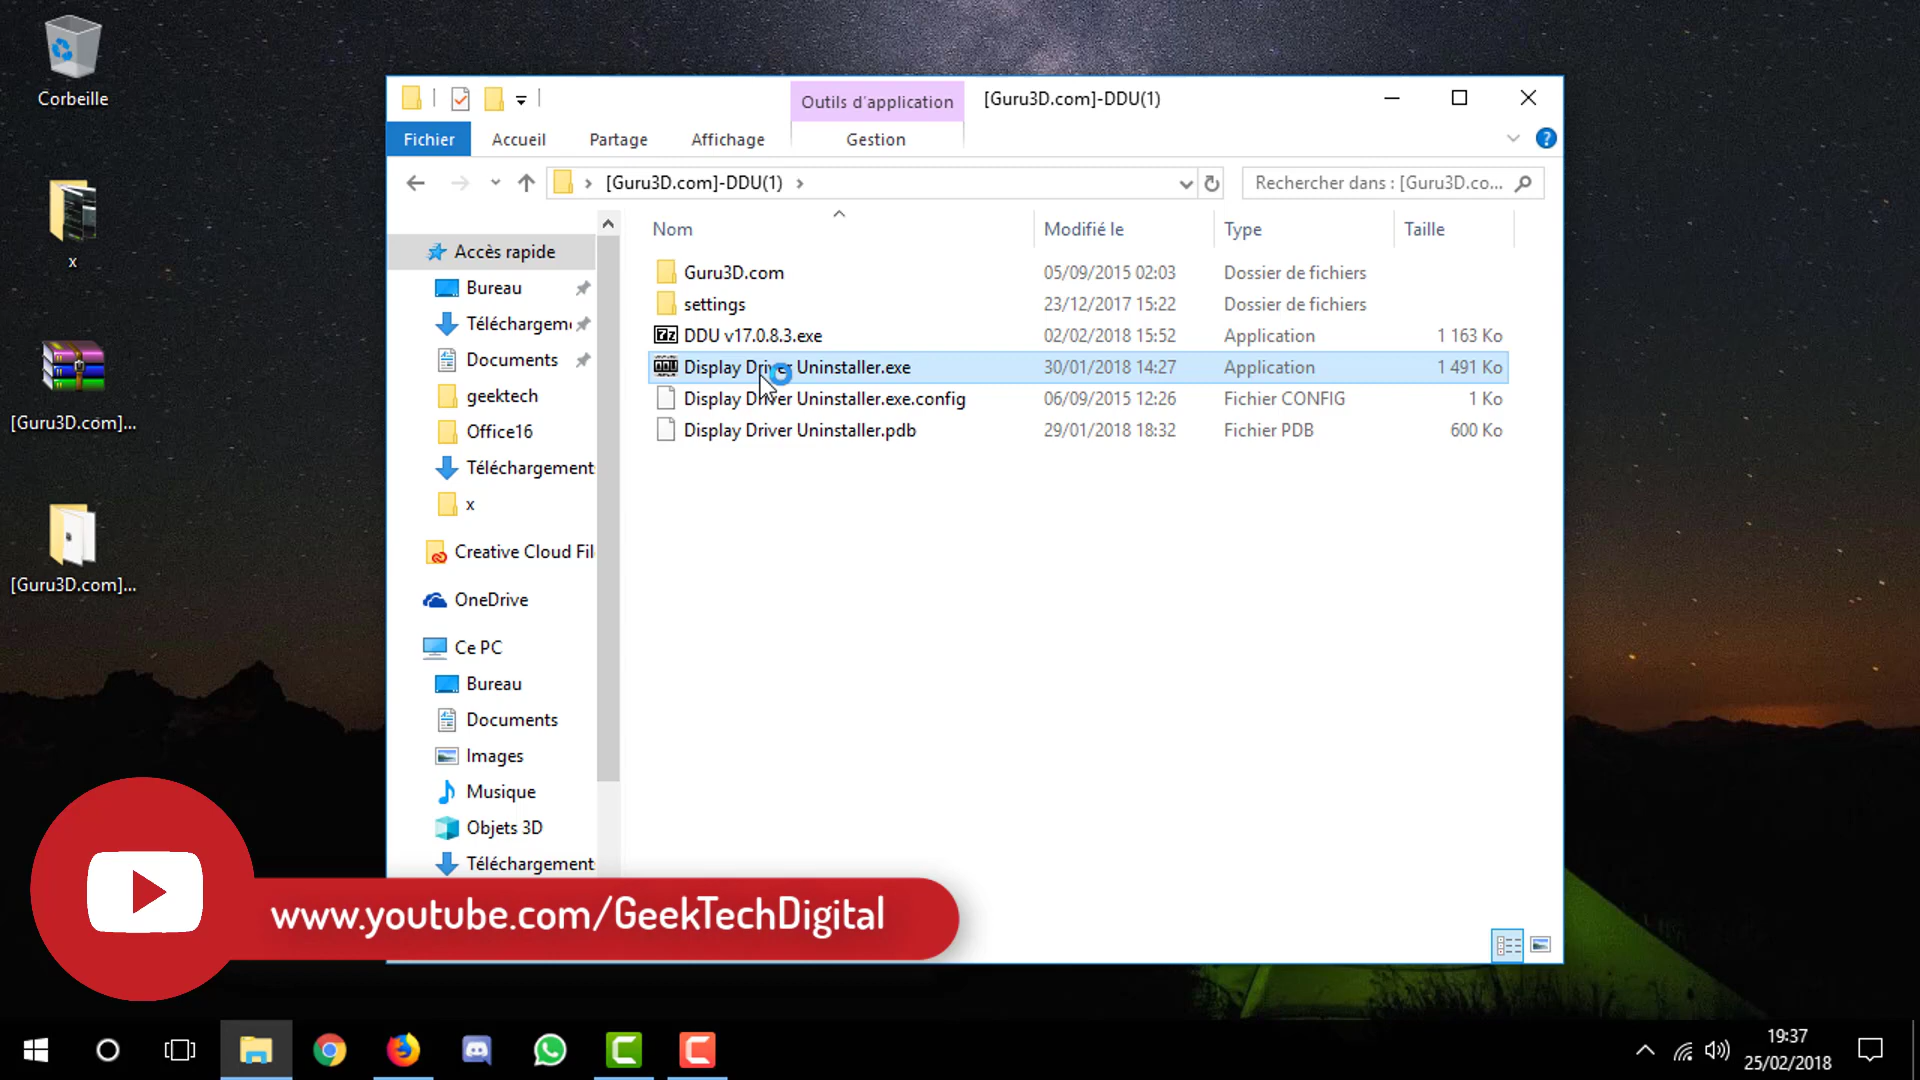 Corbeille
x
[Guru3D.com]...
[Guru3D.com]...
Outils d'application
[Guru3D.com]-DDU(1)
Fichier
Accueil
Partage
Affichage
Gestion
[Guru3D.com]-DDU(1)
Rechercher dans : [Guru3D.co...
Nom
Modifié le
Type
Taille
Guru3D.com 05/09/2015 02:03 Dossier de fichiers
settings 23/12/2017 15:22 Dossier de fichiers
7z DDU v17.0.8.3.exe 02/02/2018 15:52 Application 1 163 Ko
DDU Display Driver Uninstaller.exe 30/01/2018 14:27 Application 1 491 Ko
Display Driver Uninstaller.exe.config 06/09/2015 12:26 Fichier CONFIG 1 Ko
Display Driver Uninstaller.pdb 29/01/2018 18:32 Fichier PDB 600 Ko
Accès rapide
Bureau
Téléchargem
Documents
geektech
Office16
Téléchargement
x
Creative Cloud Fil
OneDrive
Ce PC
Bureau
Documents
Images
Musique
Objets 3D
Téléchargement
www.youtube.com/GeekTechDigital
19:37
25/02/2018